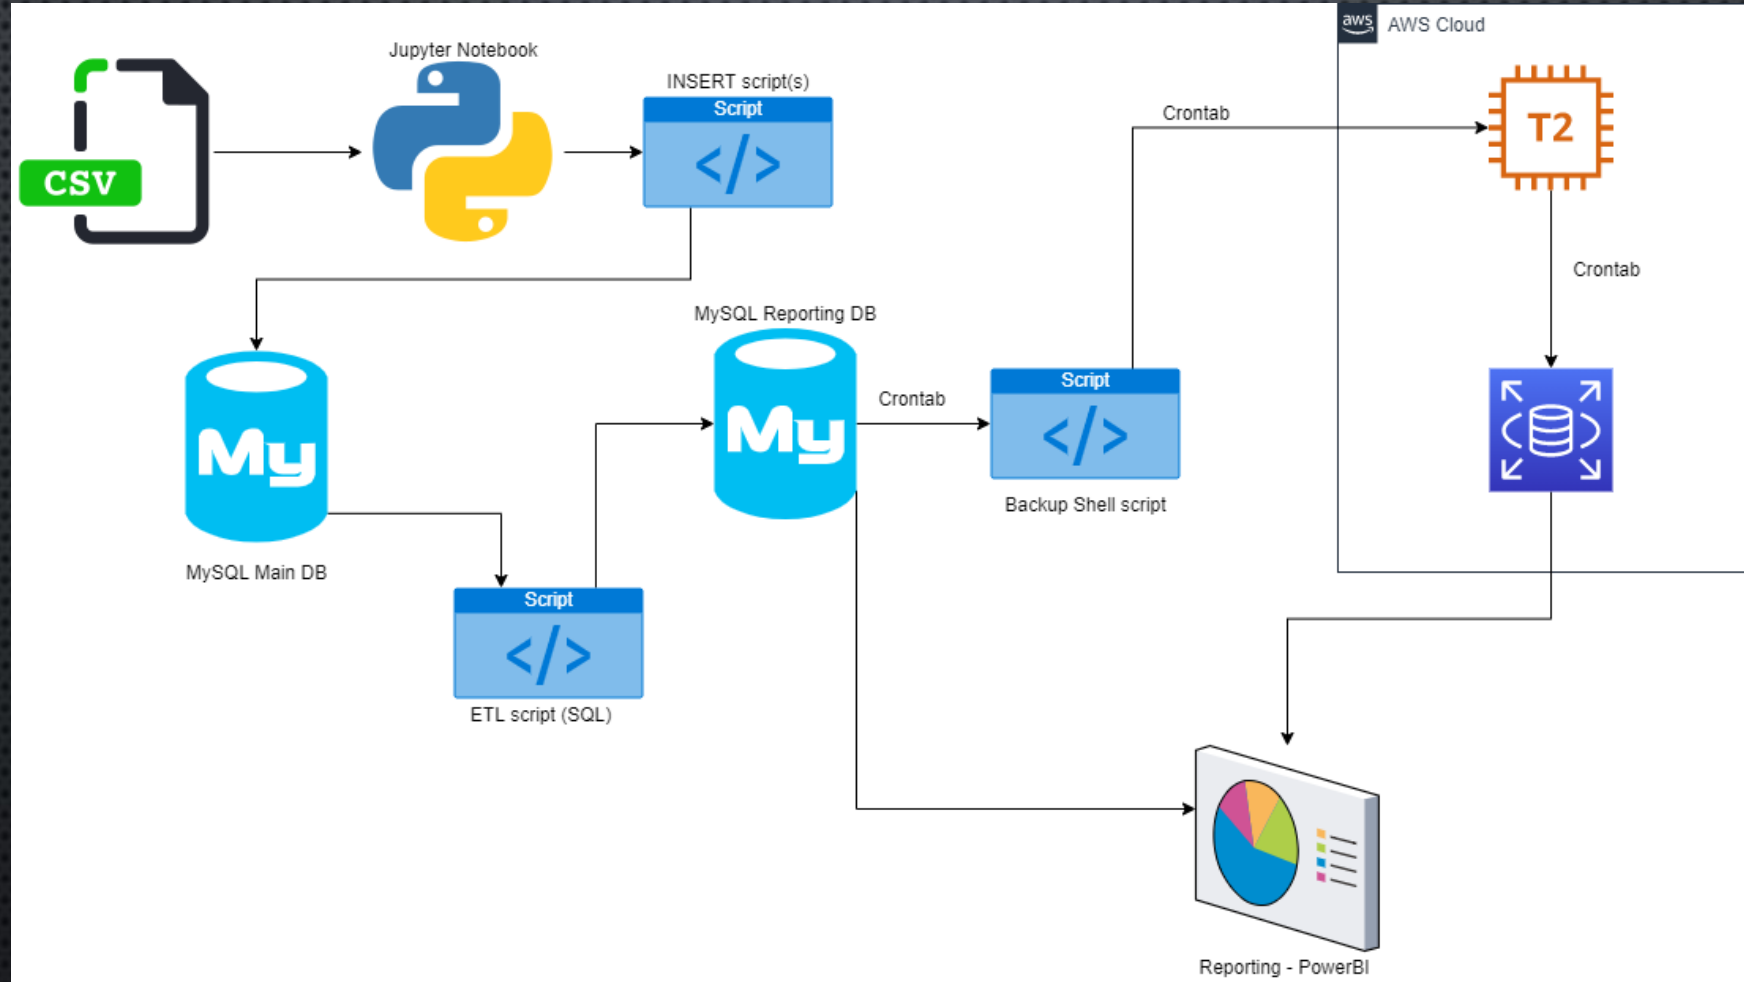 aws
AWS Cloud
Jupyter Notebook
INSERT script(s)
Script
</>
CSV
Crontab
T2
Crontab
MySQL Reporting DB
My
Crontab
Script
</>
Backup Shell script
My
MySQL Main DB
Script
</>
ETL script (SQL)
Reporting - PowerBI